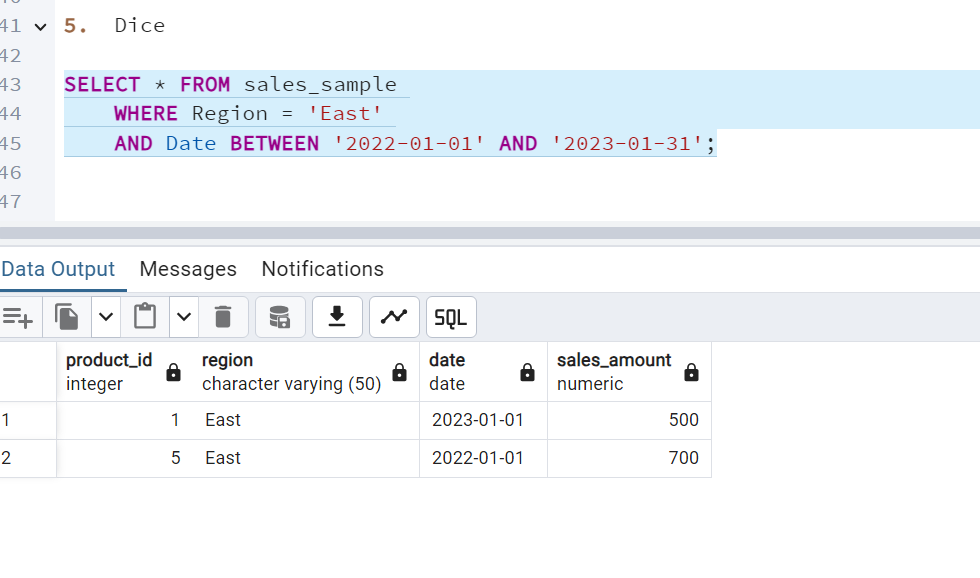 41 5. Dice
42
43 SELECT * FROM sales_sample
44 WHERE Region = 'East'
45 AND Date BETWEEN '2022-01-01' AND '2023-01-31';
46
47
Data Output Messages Notifications
SQL
product_id region date sales_amount
integer character varying (50) date numeric
1 1 East 2023-01-01 500
2 5 East 2022-01-01 700